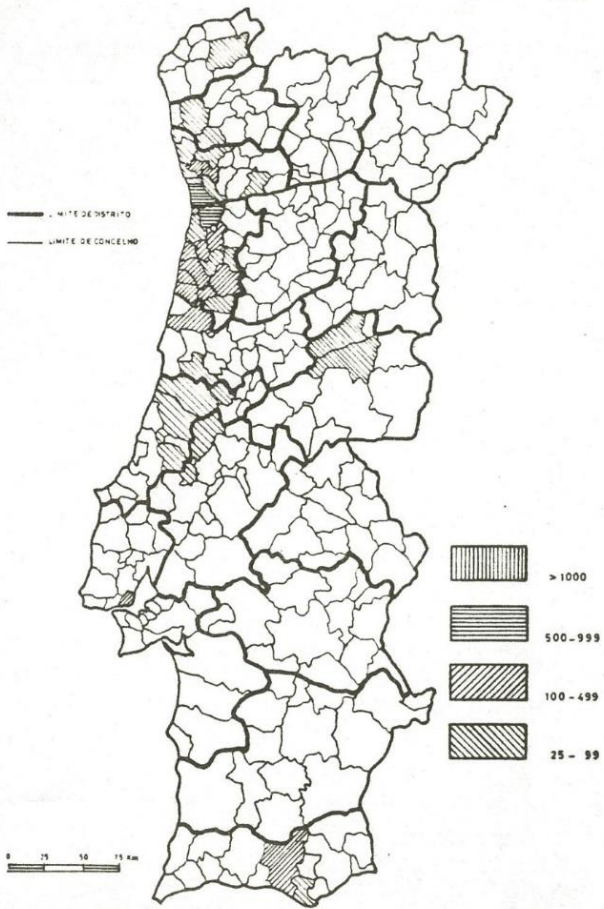 LIMITE DE DISTRITO
LIMITE DE CONCELHO
> 1000
500-999
100-499
25 - 99
0 25 50 75 Km